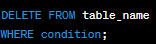 DELETE FROM table_name
WHERE condition;